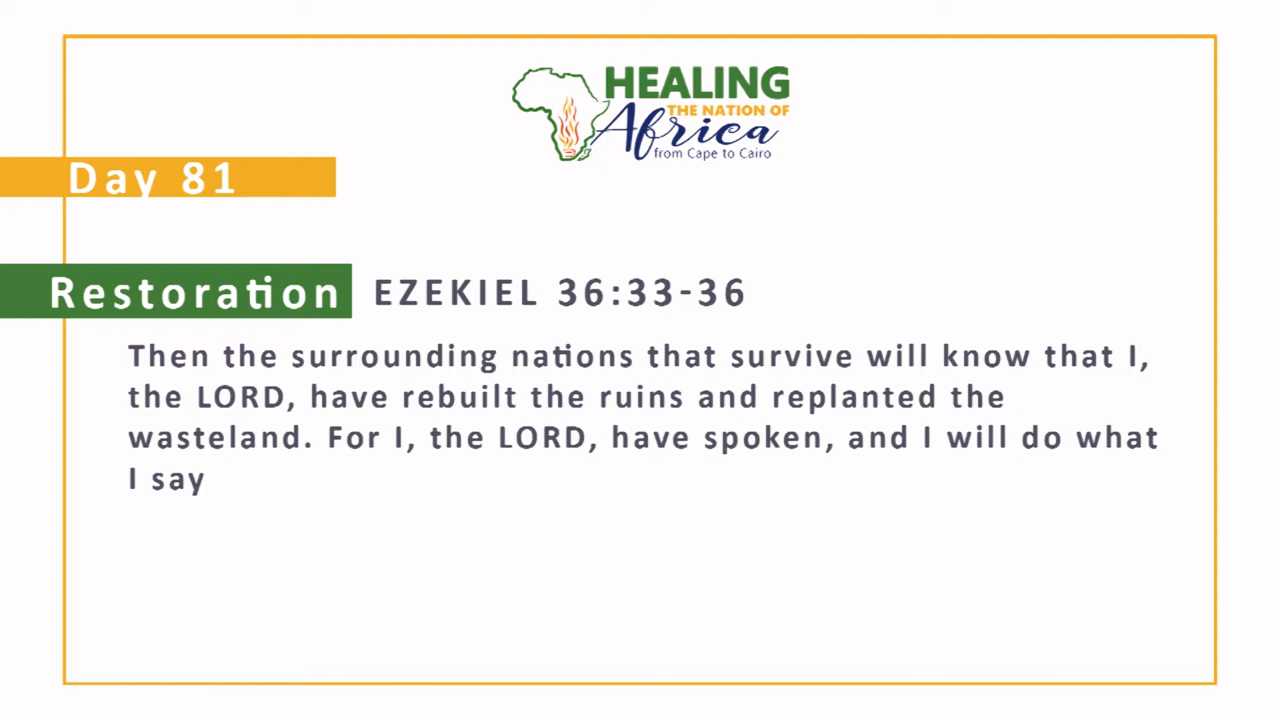 HEALING
THE NATION OF
Africa
from Cape to Cairo
Day 81
Restoration EZEKIEL 36:33-36
Then the surrounding nations that survive will know that I,
the LORD, have rebuilt the ruins and replanted the
wasteland. For I, the LORD, have spoken, and I will do what
I say